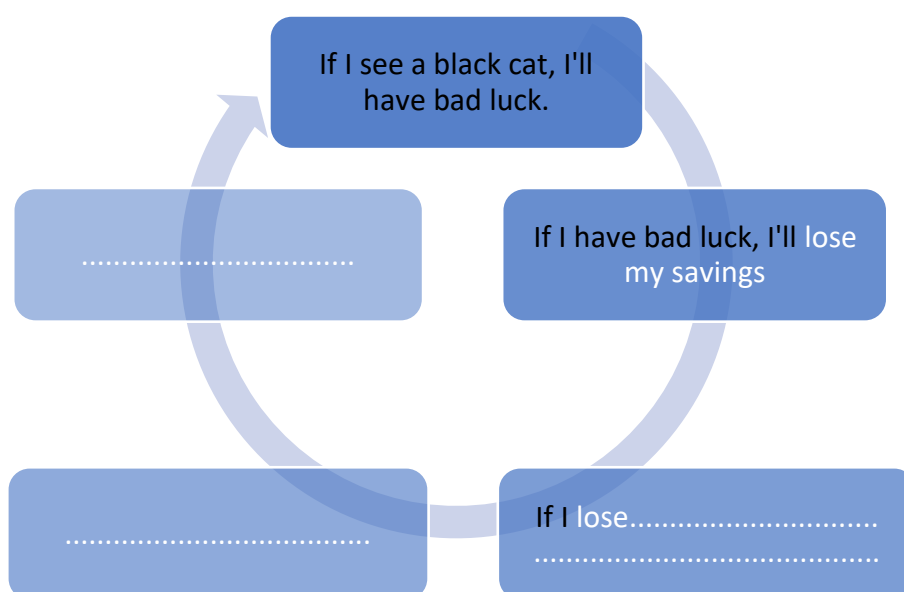 If I see a black cat, I'll
have bad luck.
If I have bad luck, I'll lose
my savings
If I lose...............................
...........................................
......................................
..................................